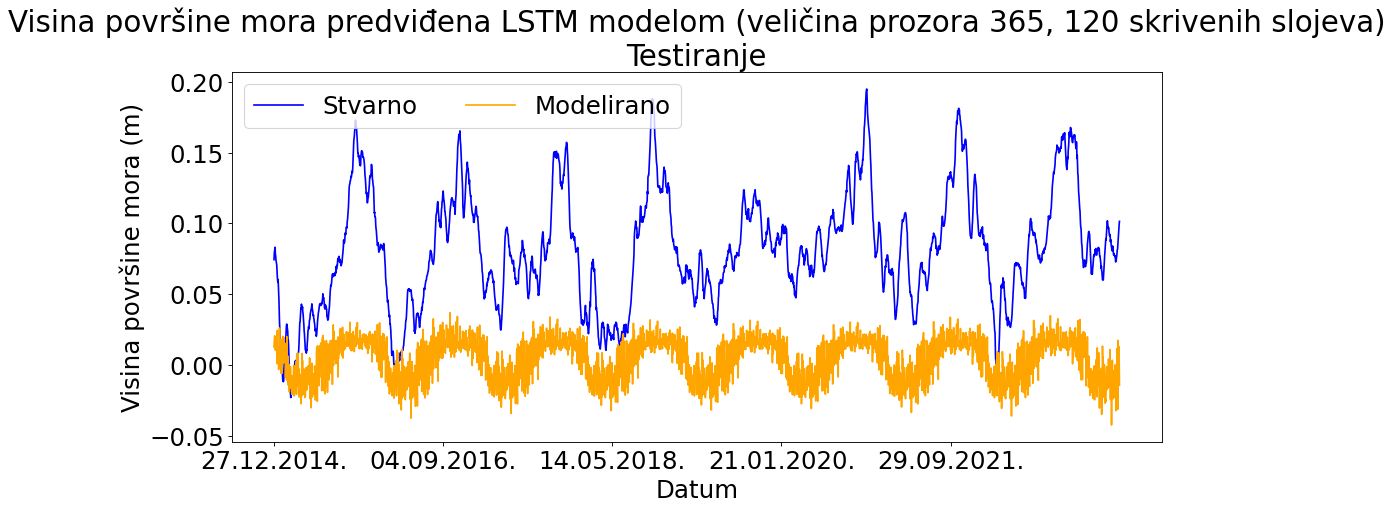 Visina površine mora predviđena LSTM modelom (veličina prozora 365, 120 skrivenih slojeva)
Testiranje
Stvarno
Modelirano
Visina površine mora (m)
0.20
0.15
0.10
0.05
0.00
−0.05
27.12.2014.
04.09.2016.
14.05.2018.
21.01.2020.
29.09.2021.
Datum